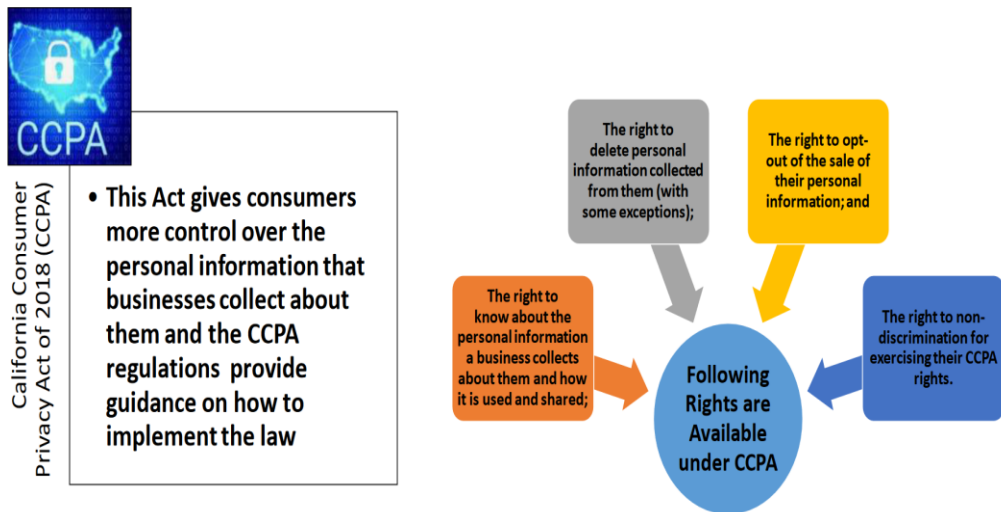 CCPA
California Consumer
Privacy Act of 2018 (CCPA)
• This Act gives consumers
more control over the
personal information that
businesses collect about
them and the CCPA
regulations provide
guidance on how to
implement the law
The right to
know about the
personal information
a business collects
about them and how
it is used and shared;
The right to
delete personal
information collected
from them (with
some exceptions);
The right to opt-
out of the sale of
their personal
information; and
The right to non-
discrimination for
exercising their CCPA
rights.
Following
Rights are
Available
under CCPA